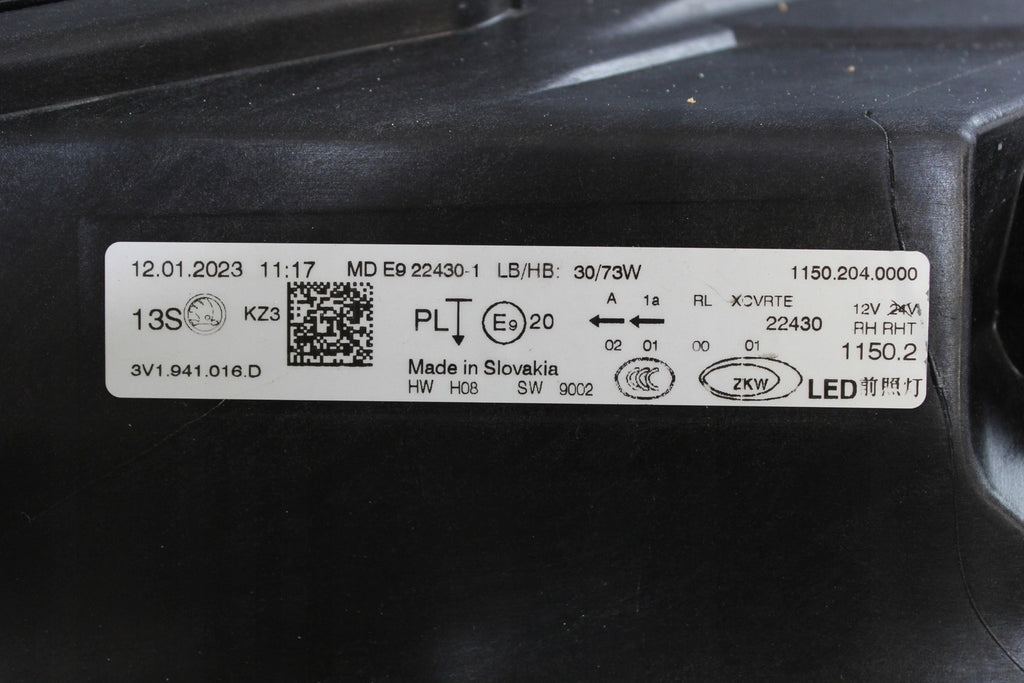 12.01.2023 11:17 MD E9 22430-1 LB/HB: 30/73W 1150.204.0000
13S KZ3 PL E9 20 A 1a RL XCVRTE 12V 24V
22430 RH RHT
02 01 00 01 1150.2
3V1.941.016.D Made in Slovakia
HW H08 SW 9002 CCC ZKW LED前照灯